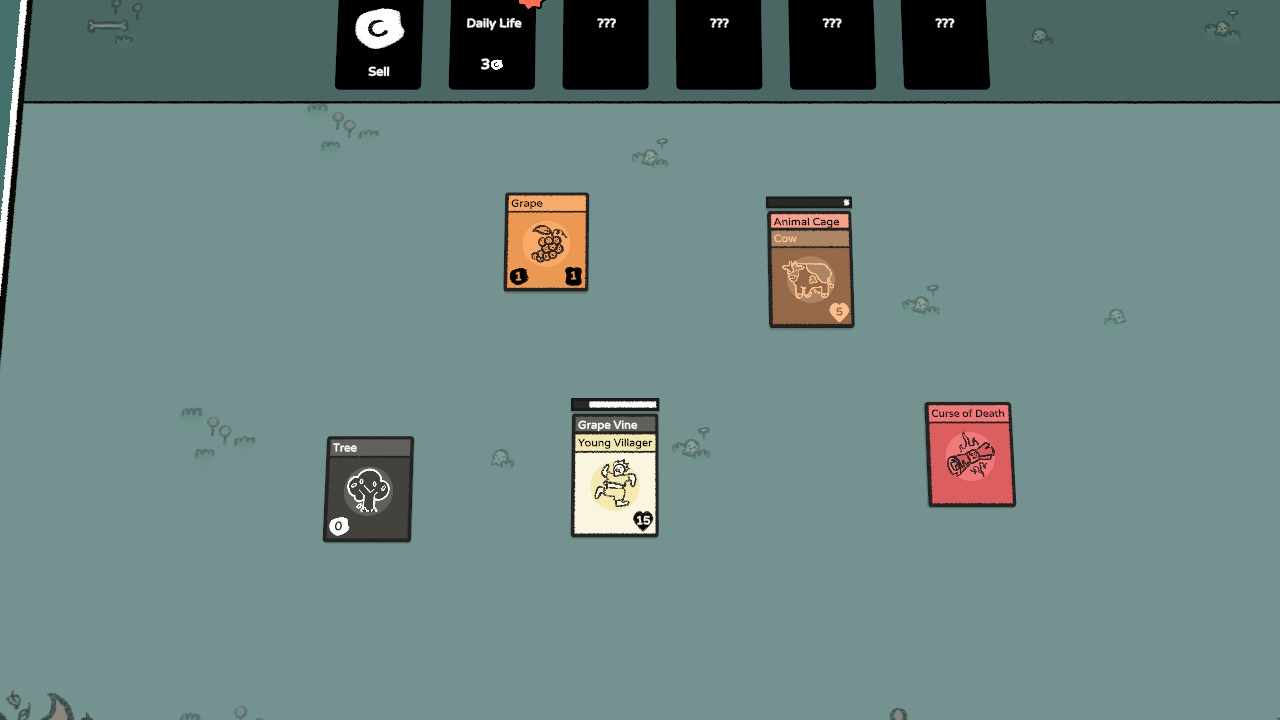 Sell
Daily Life
3
???
???
???
???
Grape
1
1
Animal Cage
Cow
5
Tree
0
Grape Vine
Young Villager
15
Curse of Death